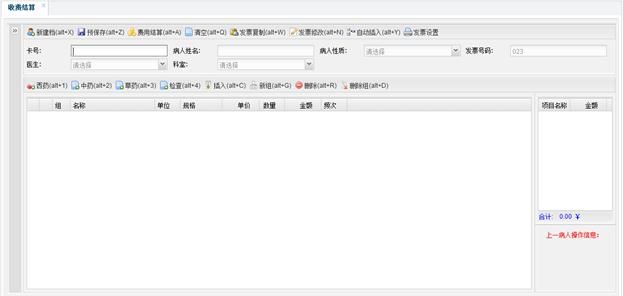 收费结算
新建档(alt+X) 预保存(alt+Z) 费用结算(alt+A) 清空(alt+Q) 发票复制(alt+W) 发票修改(alt+N) 自动插入(alt+Y) 发票设置
卡号: 病人姓名: 病人性质: 请选择 发票号码: 023
医生: 请选择 科室: 请选择
西药(alt+1) 中药(alt+2) 草药(alt+3) 检查(alt+4) 插入(alt+C) 新组(alt+G) 删除(alt+R) 删除组(alt+D)
组 名称 单位 规格 单价 数量 金额 频次 项目名称 金额
合计: 0.00 ¥
上一病人操作信息: